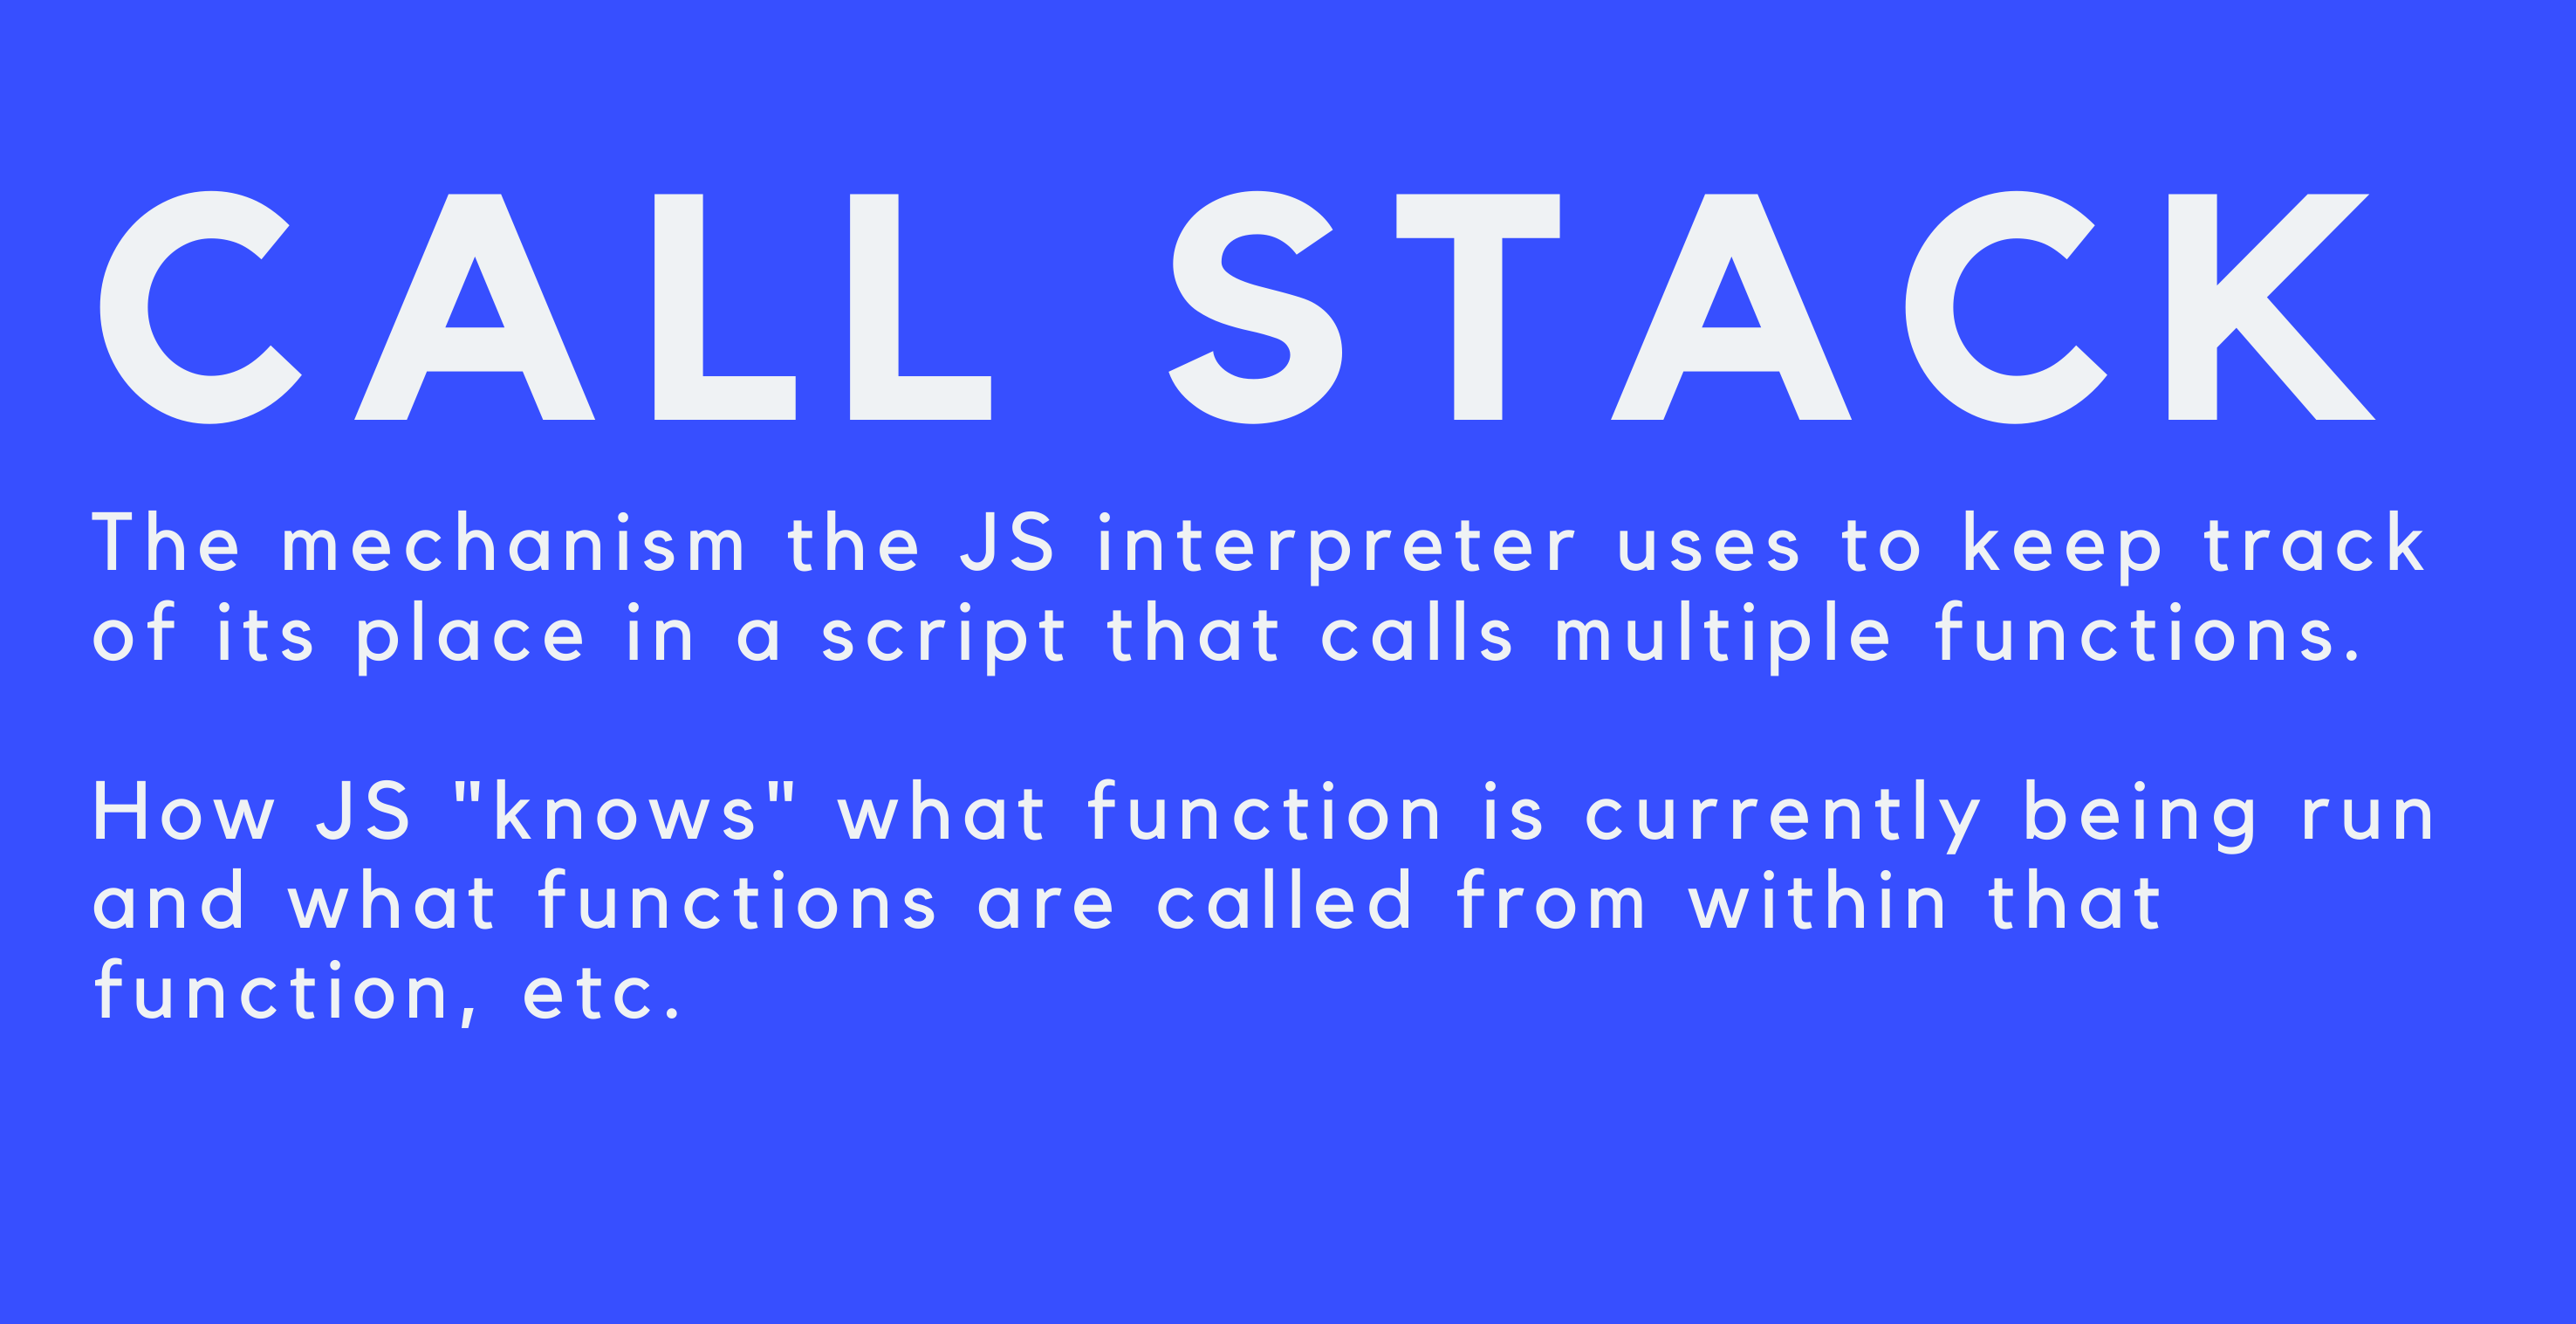 CALL STACK
The mechanism the JS interpreter uses to keep track
of its place in a script that calls multiple functions.
How JS "knows" what function is currently being run
and what functions are called from within that
function, etc.